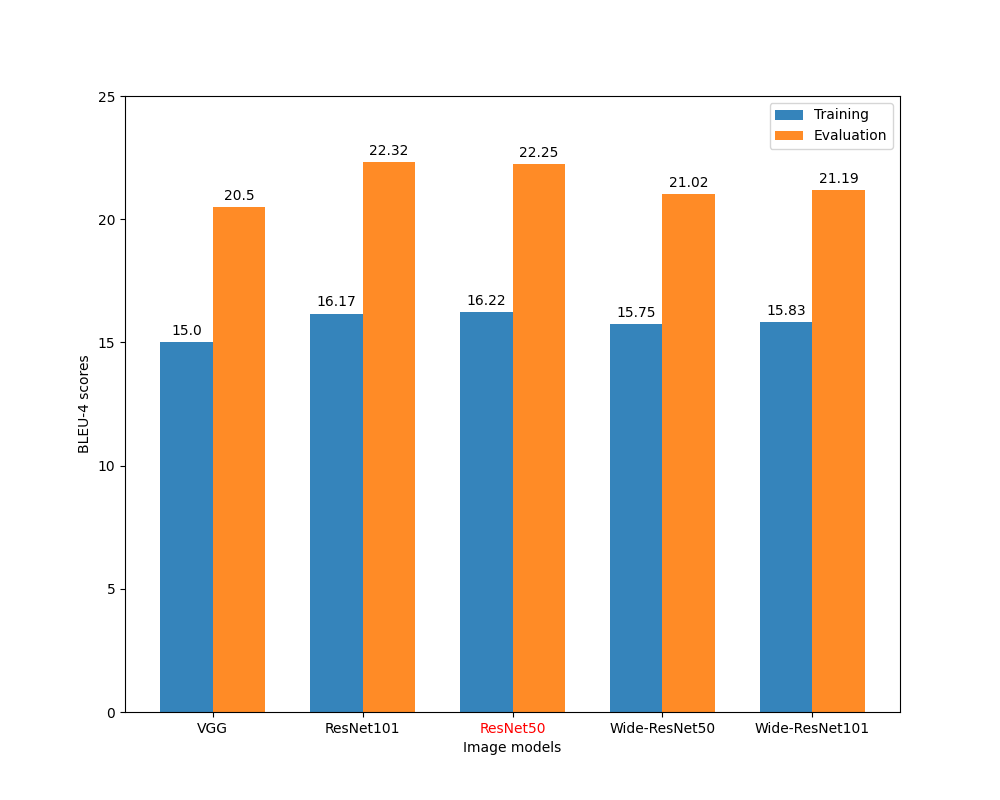 25
20
15
10
5
0
BLEU-4 scores
Training
Evaluation
15.0
20.5
16.17
22.32
16.22
22.25
15.75
21.02
15.83
21.19
VGG
ResNet101
ResNet50
Wide-ResNet50
Wide-ResNet101
Image models